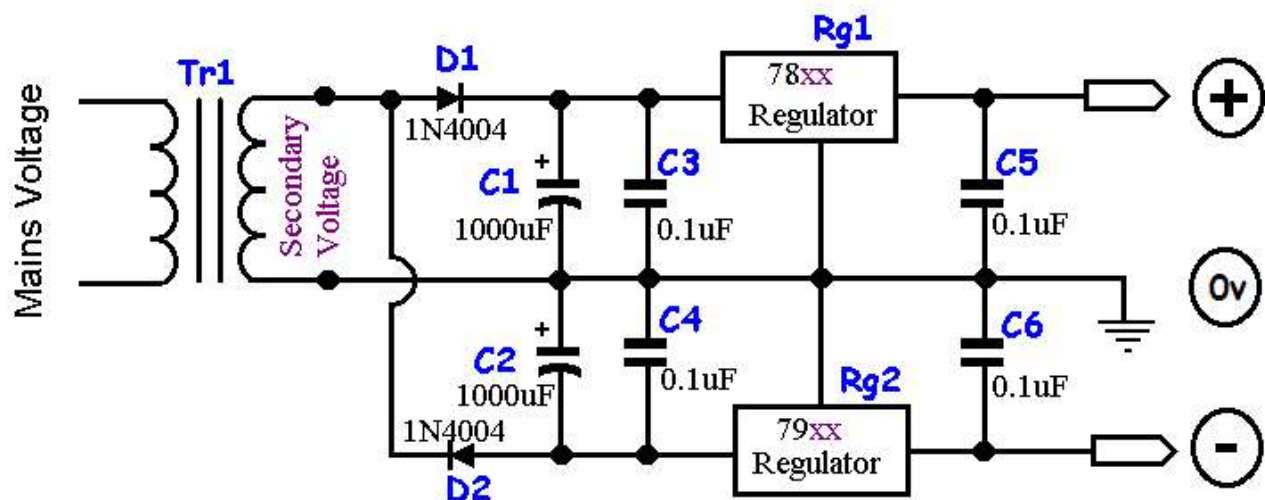 Mains Voltage
Tr1
Secondary
Voltage
D1
1N4004
+
C1
1000uF
C3
0.1uF
Rg1
78xx
Regulator
C5
0.1uF
+
0v
+
C2
1000uF
C4
0.1uF
Rg2
79xx
Regulator
C6
0.1uF
1N4004
D2
-